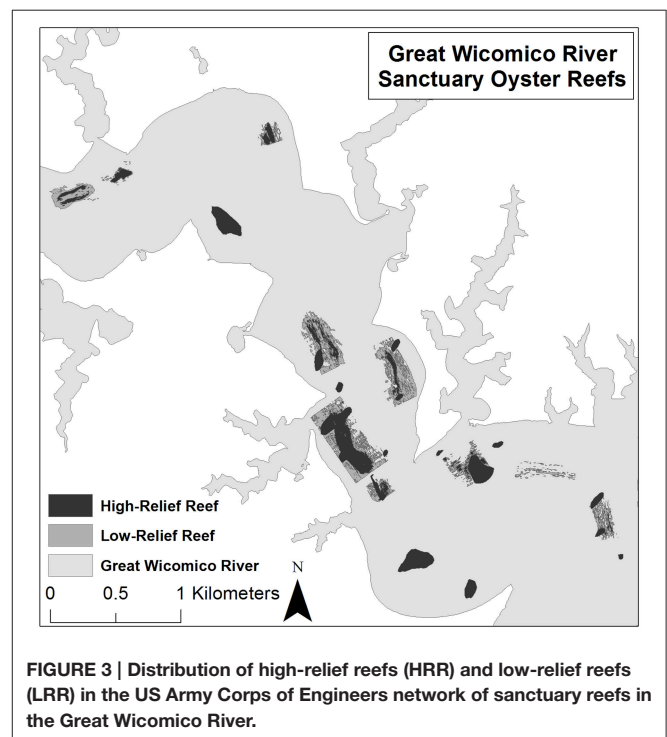 Great Wicomico River
Sanctuary Oyster Reefs
High-Relief Reef
Low-Relief Reef
Great Wicomico River
0 0.5 1 Kilometers
N
FIGURE 3 | Distribution of high-relief reefs (HRR) and low-relief reefs
(LRR) in the US Army Corps of Engineers network of sanctuary reefs in
the Great Wicomico River.